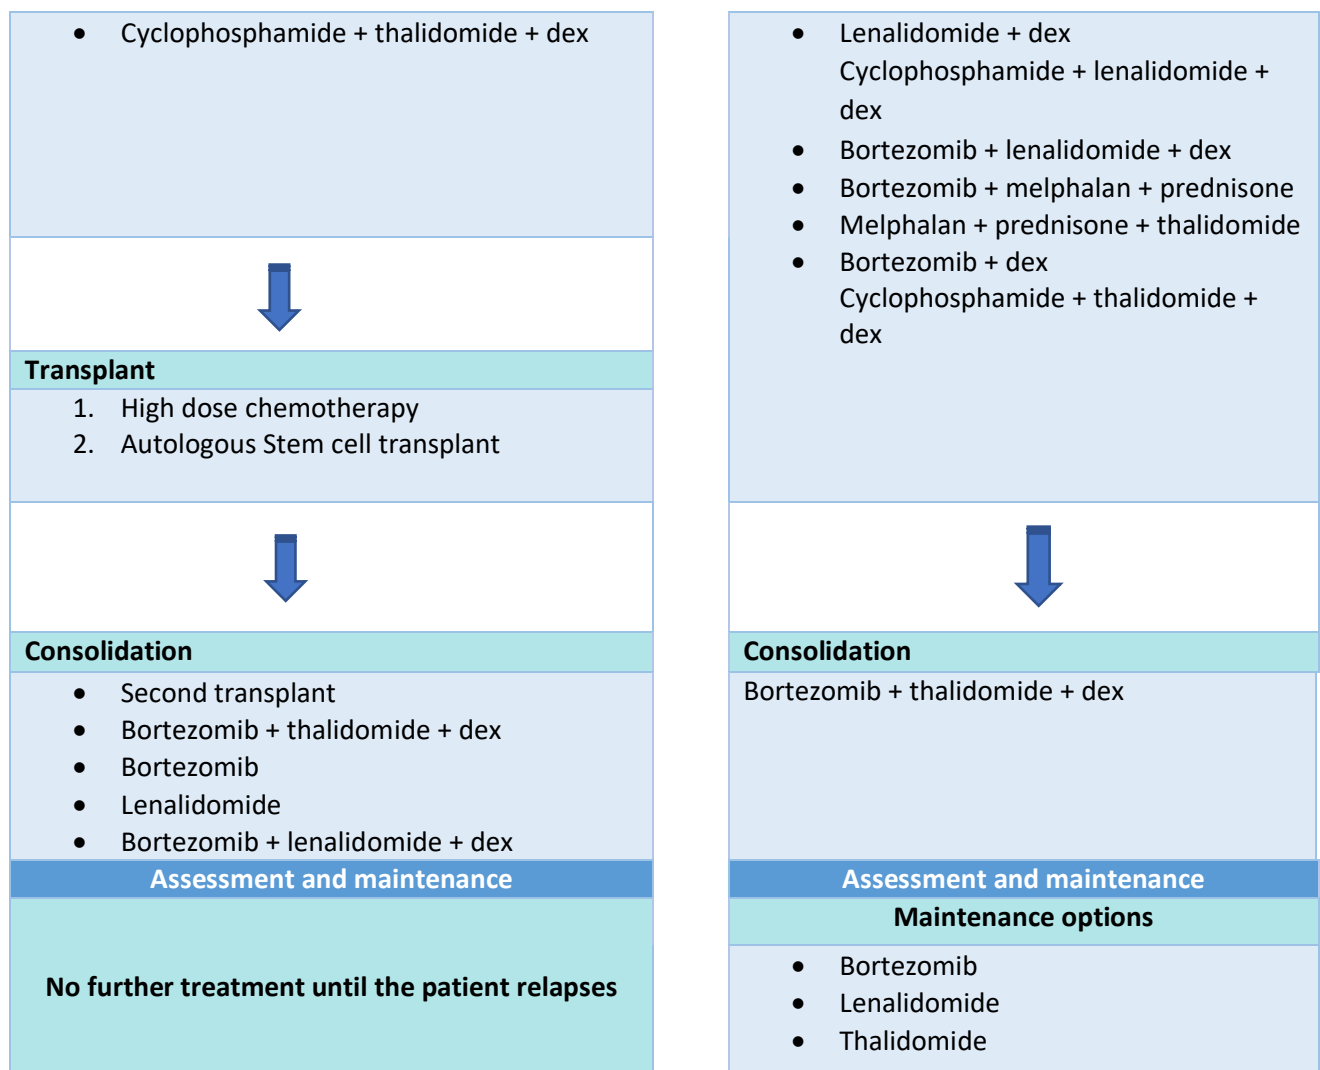 • Cyclophosphamide + thalidomide + dex
Transplant
1. High dose chemotherapy
2. Autologous Stem cell transplant
Consolidation
• Second transplant
• Bortezomib + thalidomide + dex
• Bortezomib
• Lenalidomide
• Bortezomib + lenalidomide + dex
Assessment and maintenance
No further treatment until the patient relapses
• Lenalidomide + dex
Cyclophosphamide + lenalidomide +
dex
• Bortezomib + lenalidomide + dex
• Bortezomib + melphalan + prednisone
• Melphalan + prednisone + thalidomide
• Bortezomib + dex
Cyclophosphamide + thalidomide +
dex
Consolidation
Bortezomib + thalidomide + dex
Assessment and maintenance
Maintenance options
• Bortezomib
• Lenalidomide
• Thalidomide